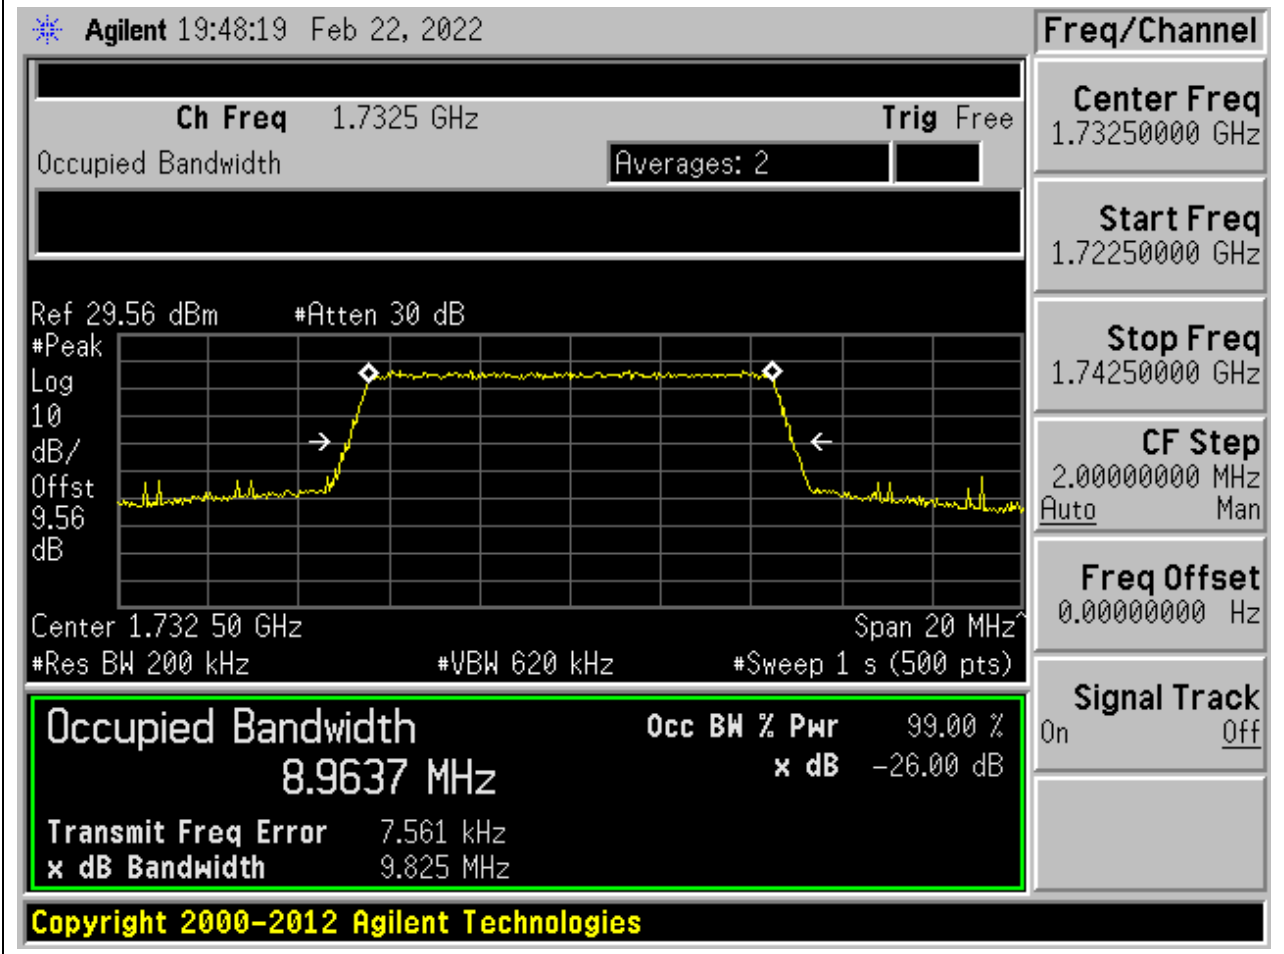 Agilent 19:48:19 Feb 22, 2022
Freq/Channel
Ch Freq 1.7325 GHz
Trig Free
Occupied Bandwidth
Averages: 2
Center Freq
1.73250000 GHz
Start Freq
1.72250000 GHz
Stop Freq
1.74250000 GHz
CF Step
2.00000000 MHz
Auto Man
Freq Offset
0.00000000 Hz
Signal Track
On Off
Ref 29.56 dBm #Atten 30 dB
#Peak
Log
10
dB/
Offst
9.56
dB
Center 1.732 50 GHz Span 20 MHz^
#Res BW 200 kHz #VBW 620 kHz #Sweep 1 s (500 pts)
Occupied Bandwidth
8.9637 MHz
Occ BW % Pwr 99.00 %
x dB -26.00 dB
Transmit Freq Error 7.561 kHz
x dB Bandwidth 9.825 MHz
Copyright 2000-2012 Agilent Technologies